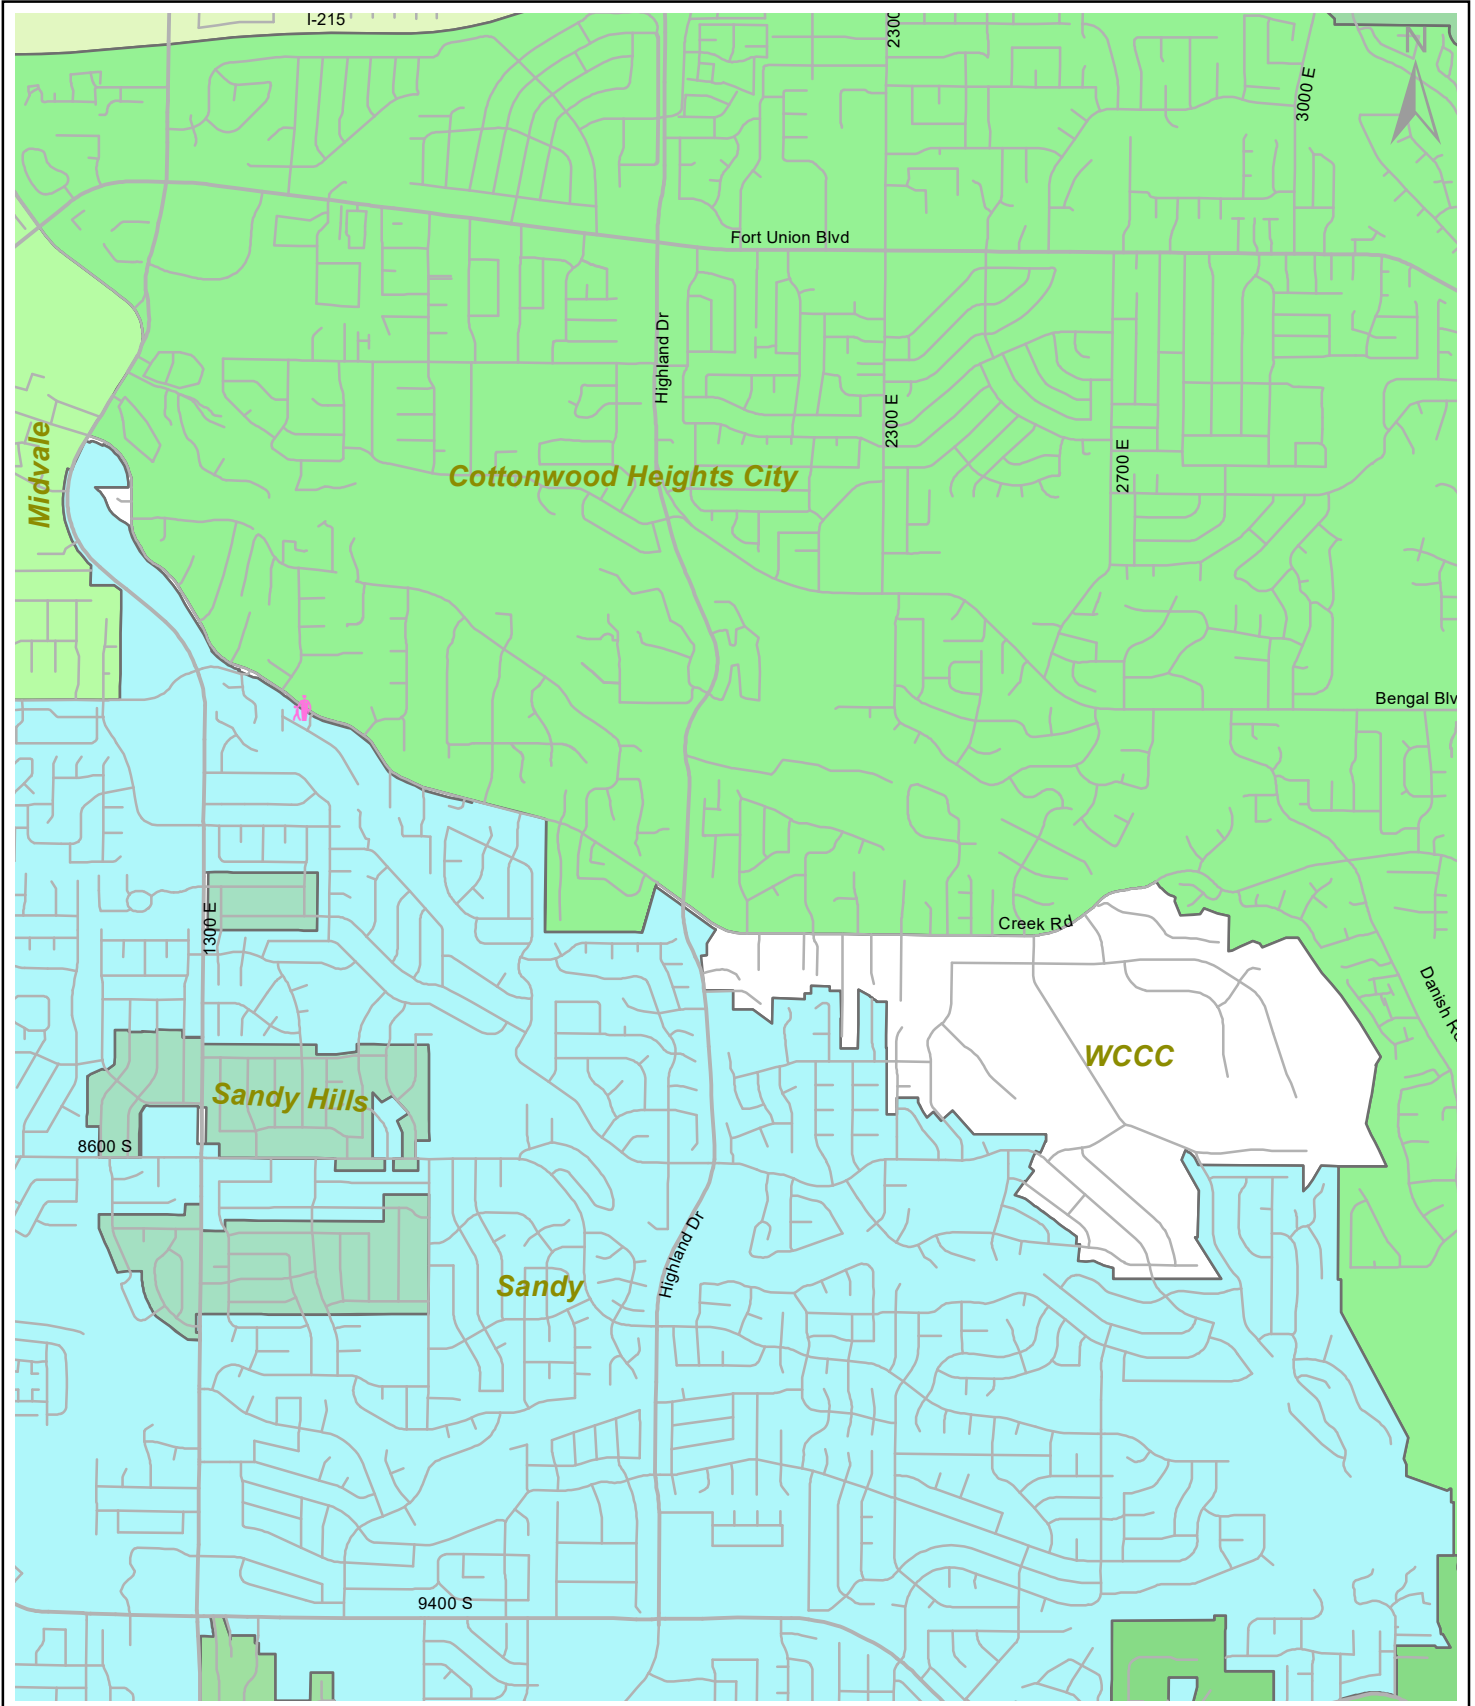 I-215
2300
N
3000 E
Fort Union Blvd
Highland Dr
2300 E
2700 E
Midvale
Cottonwood Heights City
Bengal Blv
1300 E
Creek Rd
Danish R
WCCC
Sandy Hills
8600 S
Highland Dr
Sandy
9400 S